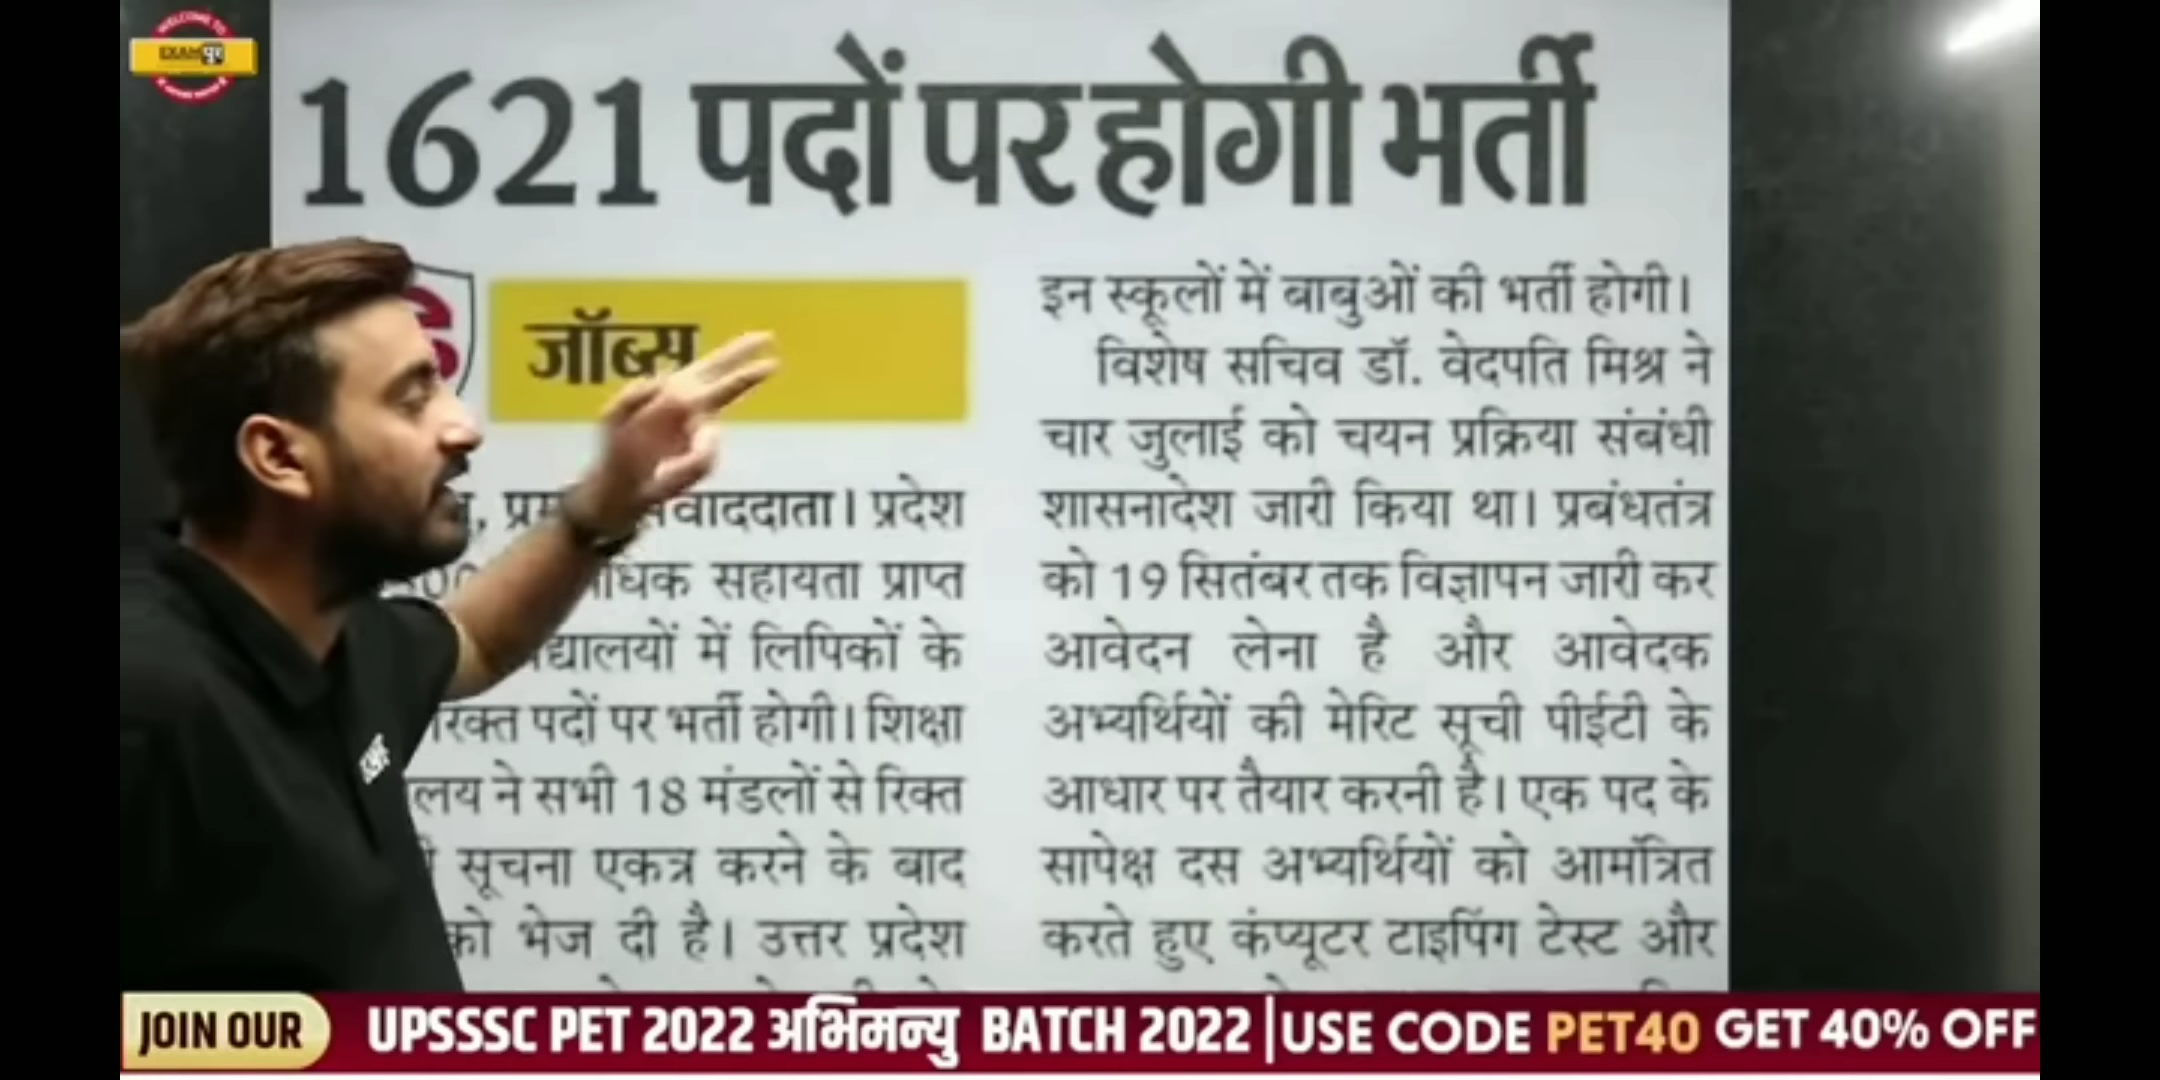 WELCOME TO
EXAMपुर
1621 पदों पर होगी भर्ती
जॉब्स
संवाददाता। प्रदेश
सहायता प्राप्त
में लिपिकों के
रिक्त पदों पर भर्ती होगी। शिक्षा
ने सभी 18 मंडलों से रिक्त
सूचना एकत्र करने के बाद
को भेज दी है। उत्तर प्रदेश
इन स्कूलों में बाबुओं की भर्ती होगी।
विशेष सचिव डॉ. वेदपति मिश्र ने
चार जुलाई को चयन प्रक्रिया संबंधी
शासनादेश जारी किया था। प्रबंधतंत्र
को 19 सितंबर तक विज्ञापन जारी कर
आवेदन लेना है और आवेदक
अभ्यर्थियों की मेरिट सूची पीईटी के
आधार पर तैयार करनी है। एक पद के
सापेक्ष दस अभ्यर्थियों को आमंत्रित
करते हुए कंप्यूटर टाइपिंग टेस्ट और
JOIN OUR UPSSSC PET 2022 अभिमन्यु BATCH 2022 | USE CODE PET40 GET 40% OFF